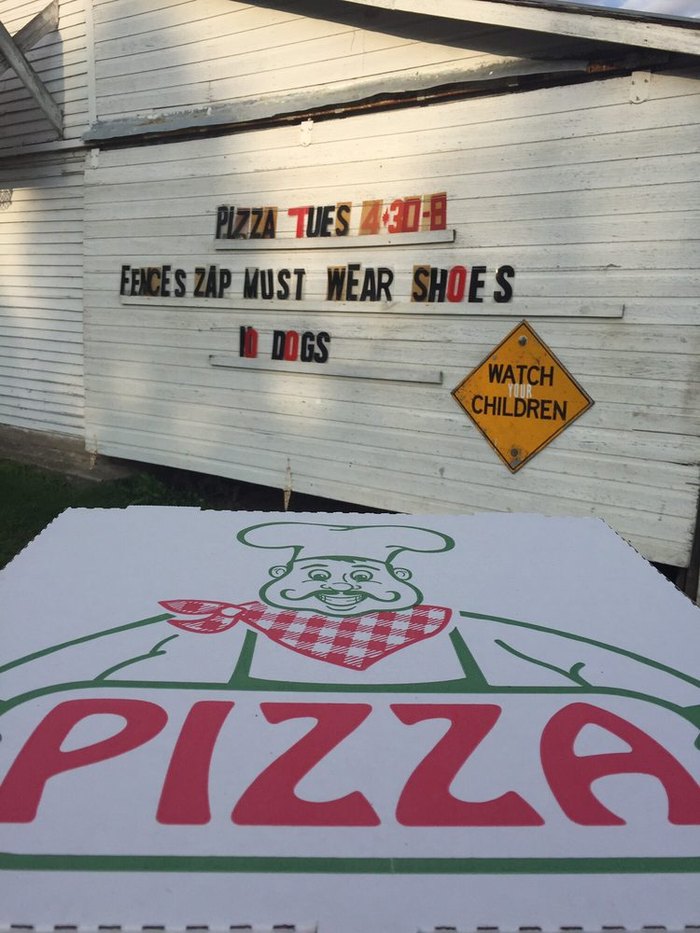 PIZZA TUES 4:30-8
FENCES ZAP MUST WEAR SHOES
NO DOGS
WATCH
YOUR
CHILDREN
PIZZA